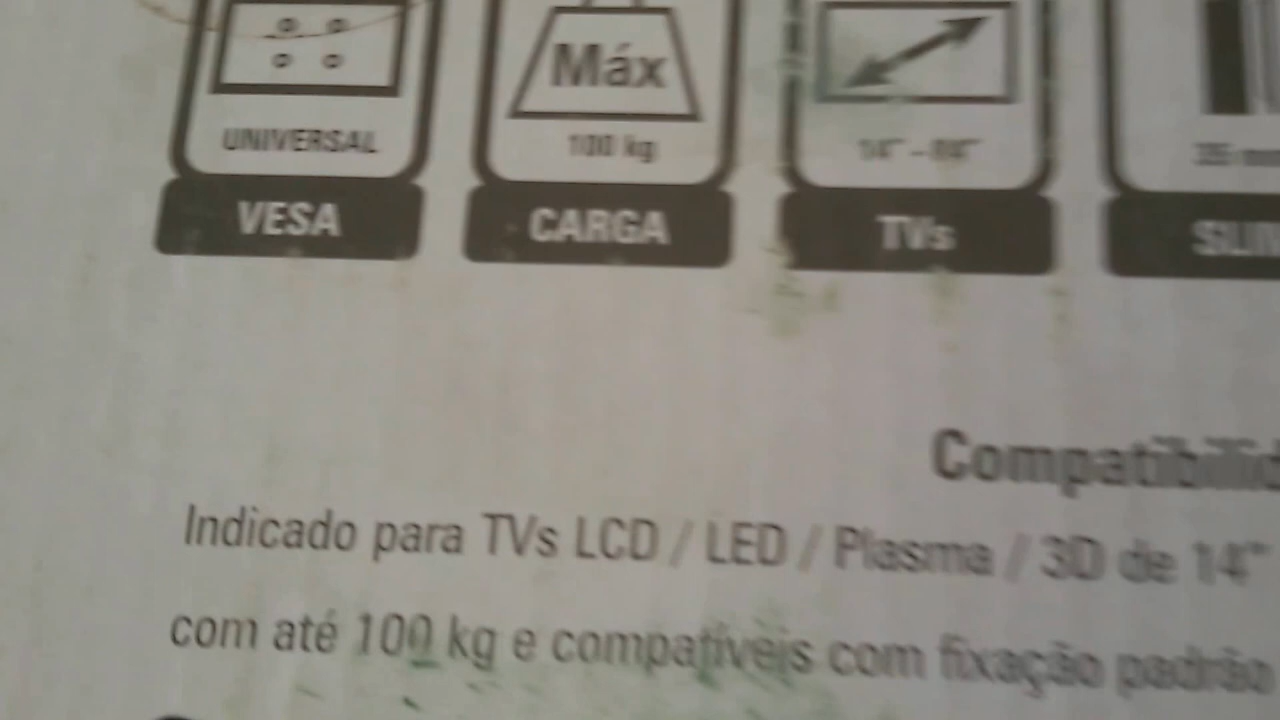 Máx
UNIVERSAL
100 kg
VESA
CARGA
TVs
Indicado para TVs LCD / LED / Plasma / 3D de 14"
com até 100 kg e compatíveis com fixação padrão